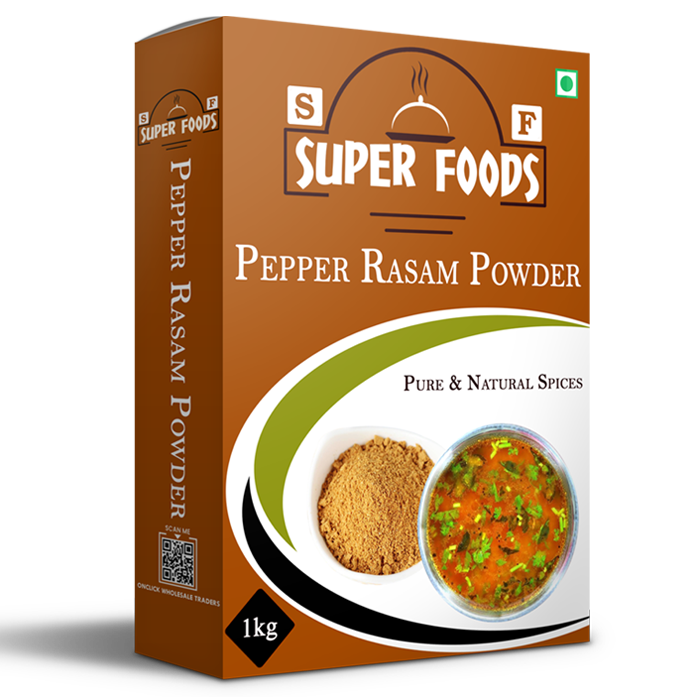 S
F
SUPER FOODS
PEPPER RASAM POWDER
PURE & NATURAL SPICES
1kg
S
F
SUPER FOODS
PEPPER RASAM POWDER
SCAN ME
ONCLICK WHOLESALE TRADERS